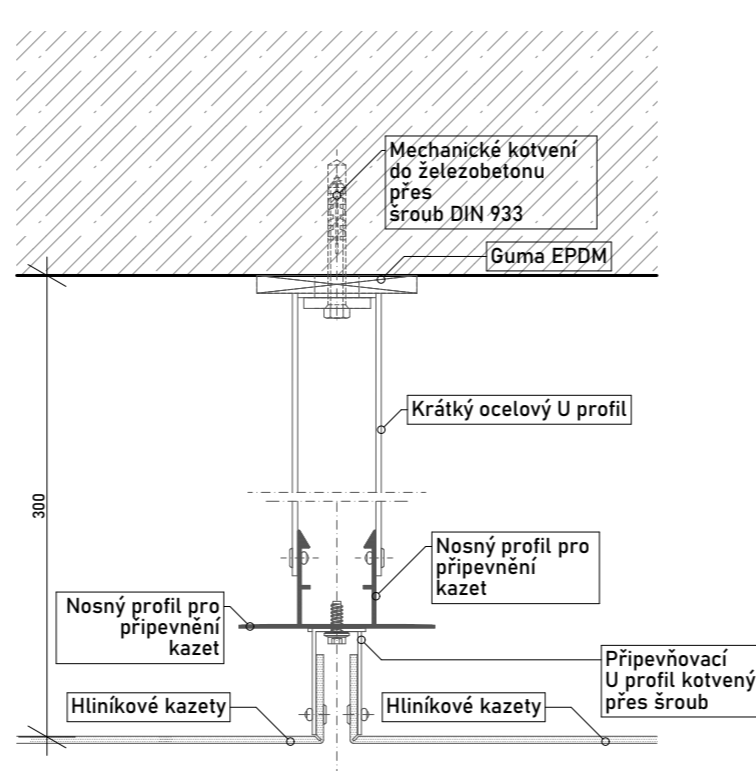 Mechanické kotvení
do železobetonu
přes
šroub DIN 933
Guma EPDM
Krátký ocelový U profil
300
Nosný profil pro
připevnění
kazet
Nosný profil pro
připevnění
kazet
Připevňovací
U profil kotvený
přes šroub
Hliníkové kazety
Hliníkové kazety